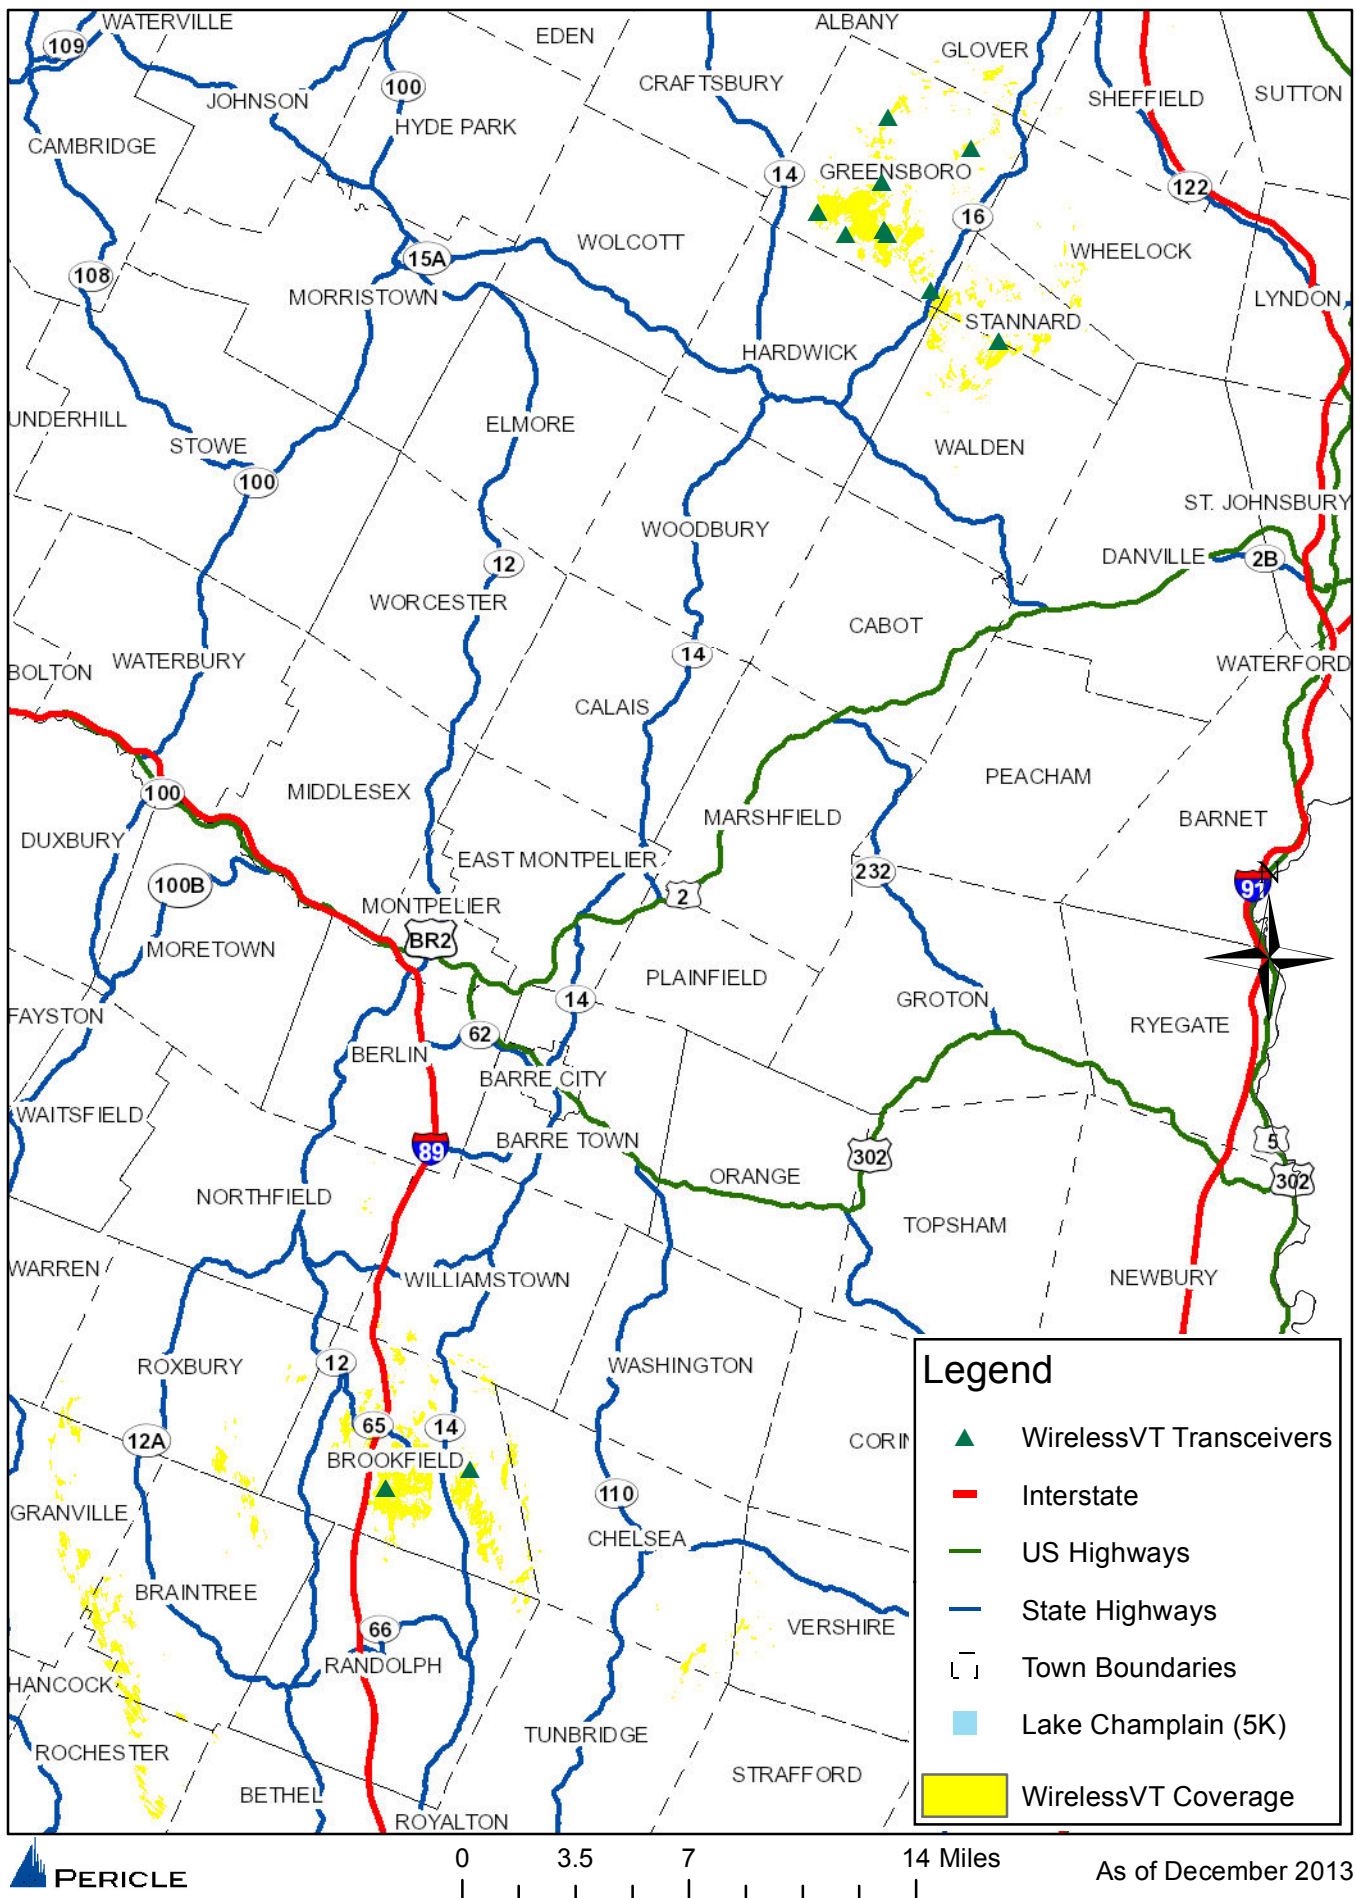 WATERVILLE
ALBANY
EDEN
109
GLOVER
CRAFTSBURY
100
JOHNSON
SHEFFIELD
SUTTON
HYDE PARK
CAMBRIDGE
14
GREENSBORO
122
16
WOLCOTT
WHEELOCK
15A
108
MORRISTOWN
LYNDON
STANNARD
HARDWICK
UNDERHILL
ELMORE
STOWE
WALDEN
100
ST. JOHNSBURY
WOODBURY
DANVILLE
2B
12
WORCESTER
CABOT
14
WATERBURY
WATERFORD
BOLTON
CALAIS
PEACHAM
100
MIDDLESEX
MARSHFIELD
BARNET
DUXBURY
EAST MONTPELIER
232
N
91
100B
2
MONTPELIER
BR2
MORETOWN
PLAINFIELD
14
GROTON
FAYSTON
RYEGATE
62
BERLIN
BARRE CITY
WAITSFIELD
BARRE TOWN
5
89
302
ORANGE
302
NORTHFIELD
TOPSHAM
WARREN
WILLIAMSTOWN
NEWBURY
ROXBURY
12
WASHINGTON
65
14
12A
CORIN
BROOKFIELD
110
GRANVILLE
CHELSEA
BRAINTREE
66
VERSHIRE
RANDOLPH
HANCOCK
TUNBRIDGE
ROCHESTER
STRAFFORD
BETHEL
ROYALTON
Legend
WirelessVT Transceivers
Interstate
US Highways
State Highways
Town Boundaries
Lake Champlain (5K)
WirelessVT Coverage
PERICLE
0 3.5 7 14 Miles
As of December 2013